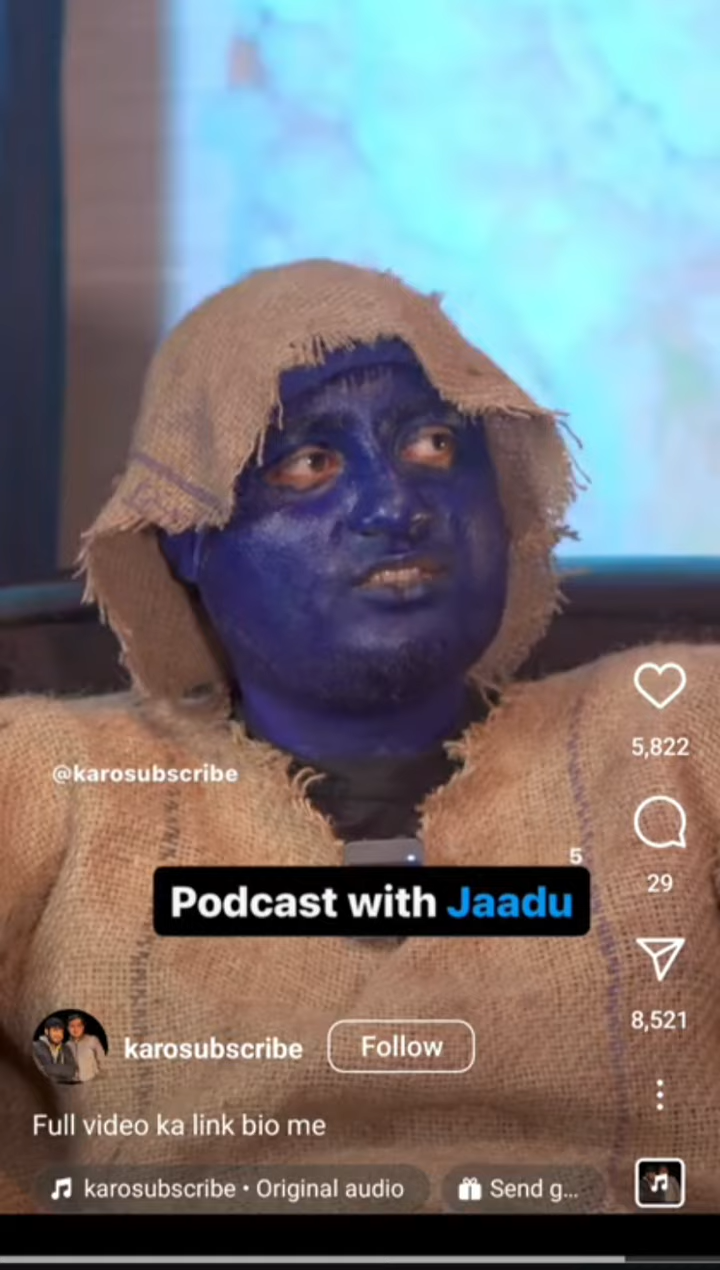 5,822
@karosubscribe
29
5
Podcast with Jaadu
8,521
karosubscribe
Follow
Full video ka link bio me
karosubscribe • Original audio
Send g...